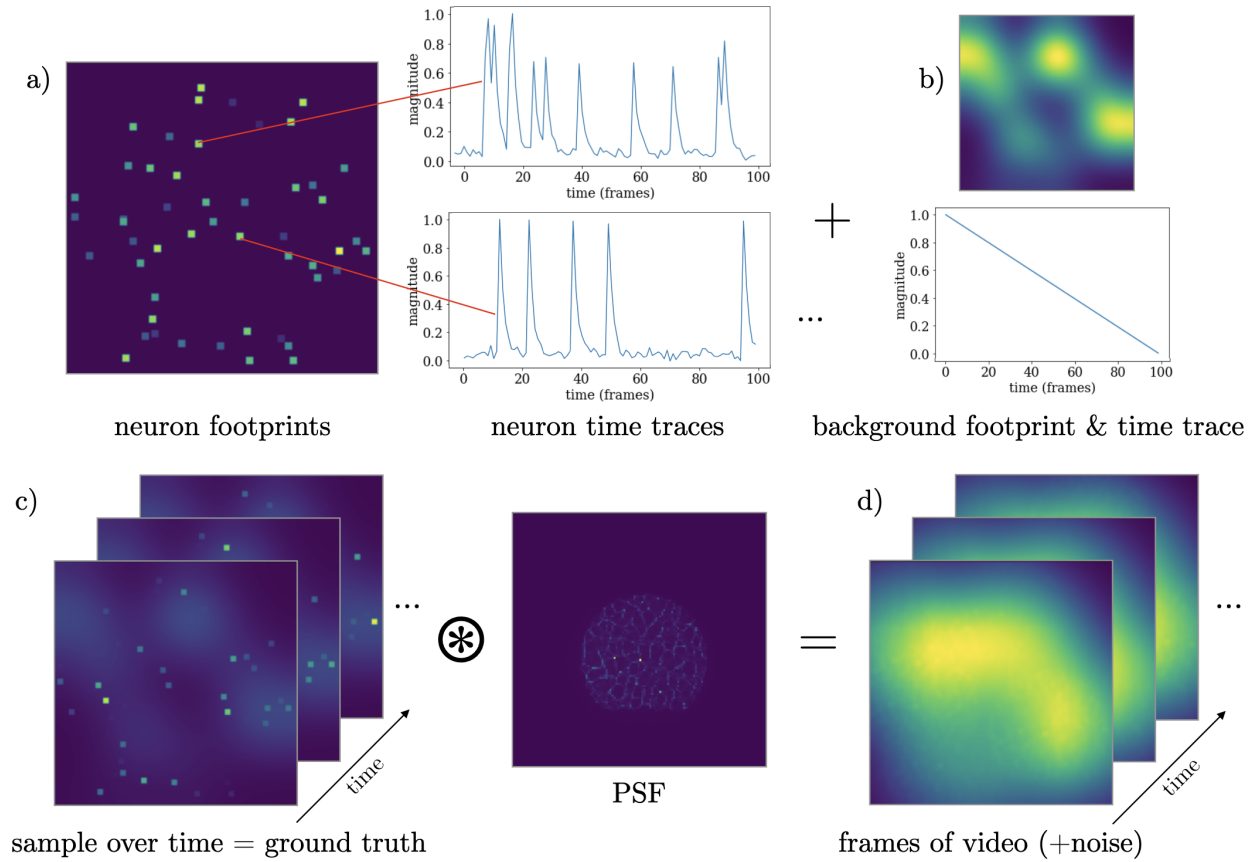 a)
magnitude
1.0
0.8
0.6
0.4
0.2
0.0
0 20 40 60 80 100
time (frames)
magnitude
1.0
0.8
0.6
0.4
0.2
0.0
0 20 40 60 80 100
time (frames)
...
+
b)
magnitude
1.0
0.8
0.6
0.4
0.2
0.0
0 20 40 60 80 100
time (frames)
neuron footprints
neuron time traces
background footprint & time trace
c)
...
time
sample over time = ground truth
⊛
PSF
=
d)
...
time
frames of video (+noise)